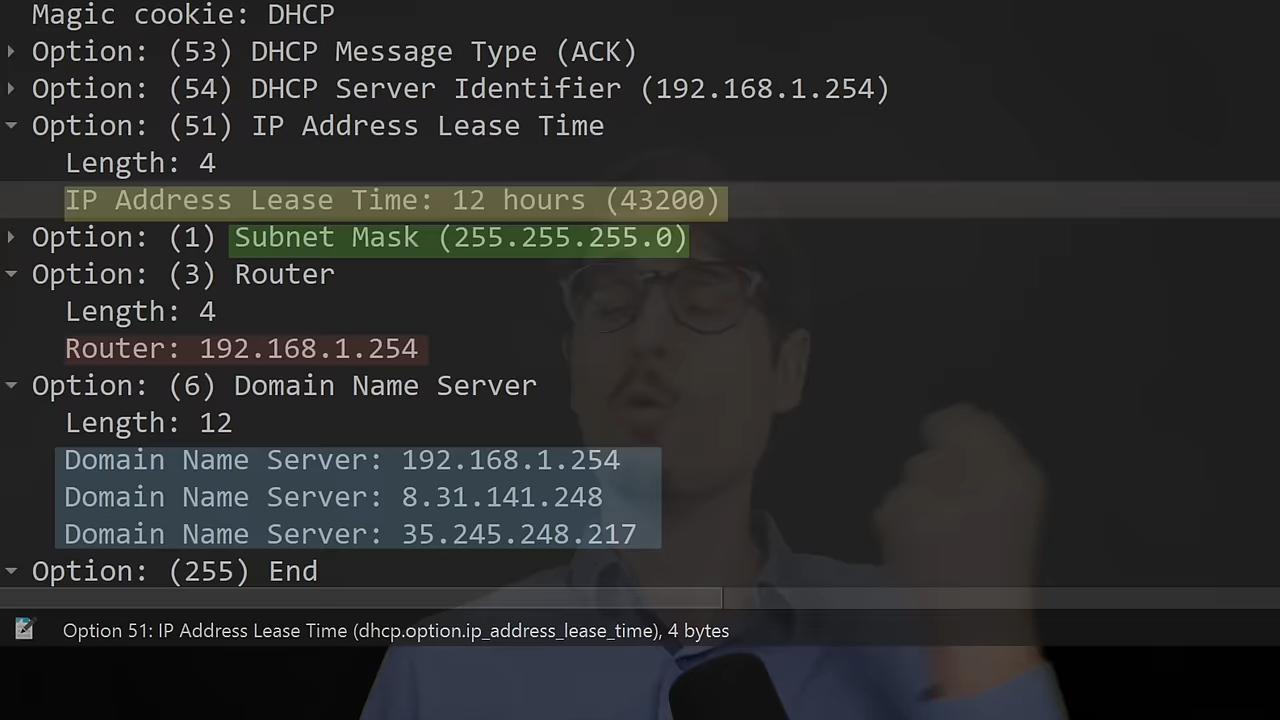 Magic cookie: DHCP
Option: (53) DHCP Message Type (ACK)
Option: (54) DHCP Server Identifier (192.168.1.254)
Option: (51) IP Address Lease Time
Length: 4
IP Address Lease Time: 12 hours (43200)
Option: (1) Subnet Mask (255.255.255.0)
Option: (3) Router
Length: 4
Router: 192.168.1.254
Option: (6) Domain Name Server
Length: 12
Domain Name Server: 192.168.1.254
Domain Name Server: 8.31.141.248
Domain Name Server: 35.245.248.217
Option: (255) End
Option 51: IP Address Lease Time (dhcp.option.ip_address_lease_time), 4 bytes